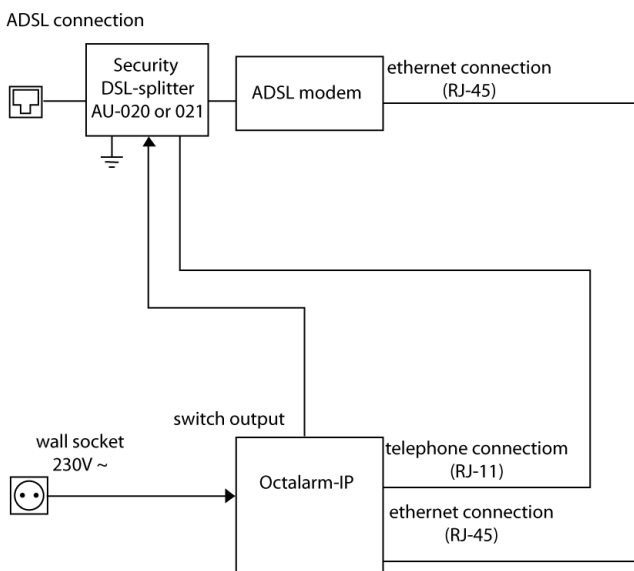 ADSL connection
Security
DSL-splitter
AU-020 or 021
ADSL modem
ethernet connection
(RJ-45)
switch output
wall socket
230V ~
Octalarm-IP
telephone connectiom
(RJ-11)
ethernet connection
(RJ-45)